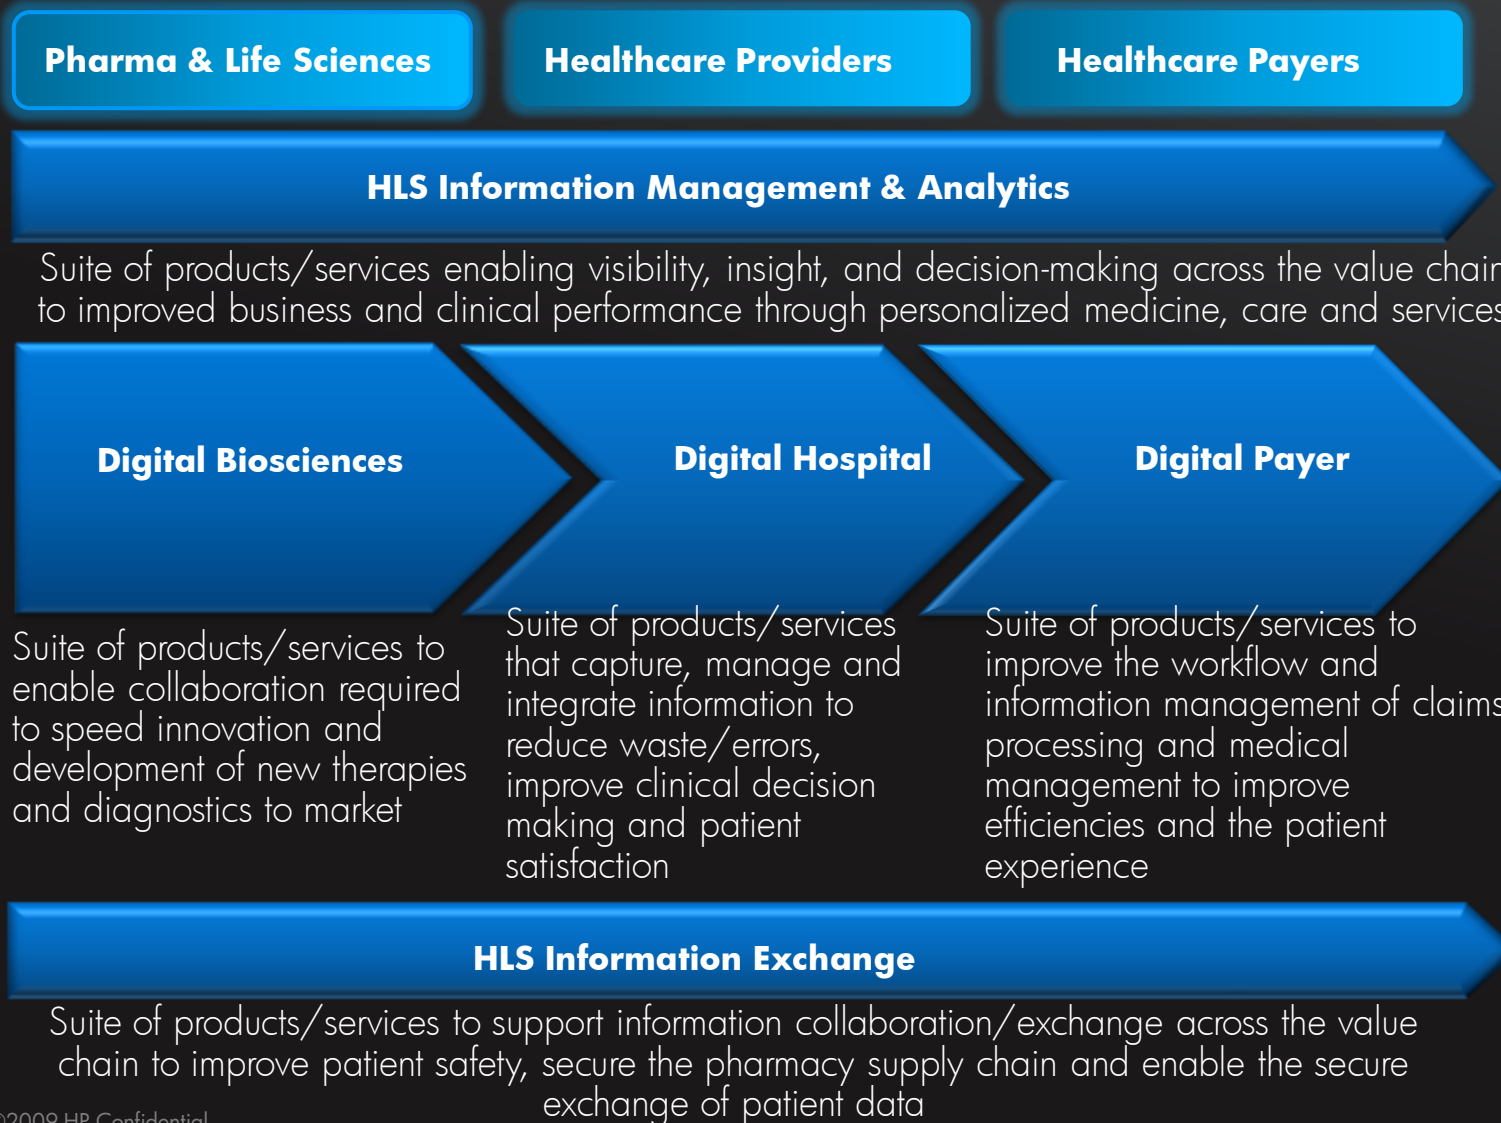 Pharma & Life Sciences
Healthcare Providers
Healthcare Payers
HLS Information Management & Analytics
Suite of products/services enabling visibility, insight, and decision-making across the value chain
to improved business and clinical performance through personalized medicine, care and services
Digital Biosciences
Digital Hospital
Digital Payer
Suite of products/services to
enable collaboration required
to speed innovation and
development of new therapies
and diagnostics to market
Suite of products/services
that capture, manage and
integrate information to
reduce waste/errors,
improve clinical decision
making and patient
satisfaction
Suite of products/services to
improve the workflow and
information management of claims
processing and medical
management to improve
efficiencies and the patient
experience
HLS Information Exchange
Suite of products/services to support information collaboration/exchange across the value
chain to improve patient safety, secure the pharmacy supply chain and enable the secure
exchange of patient data
©2009 HP Confidential